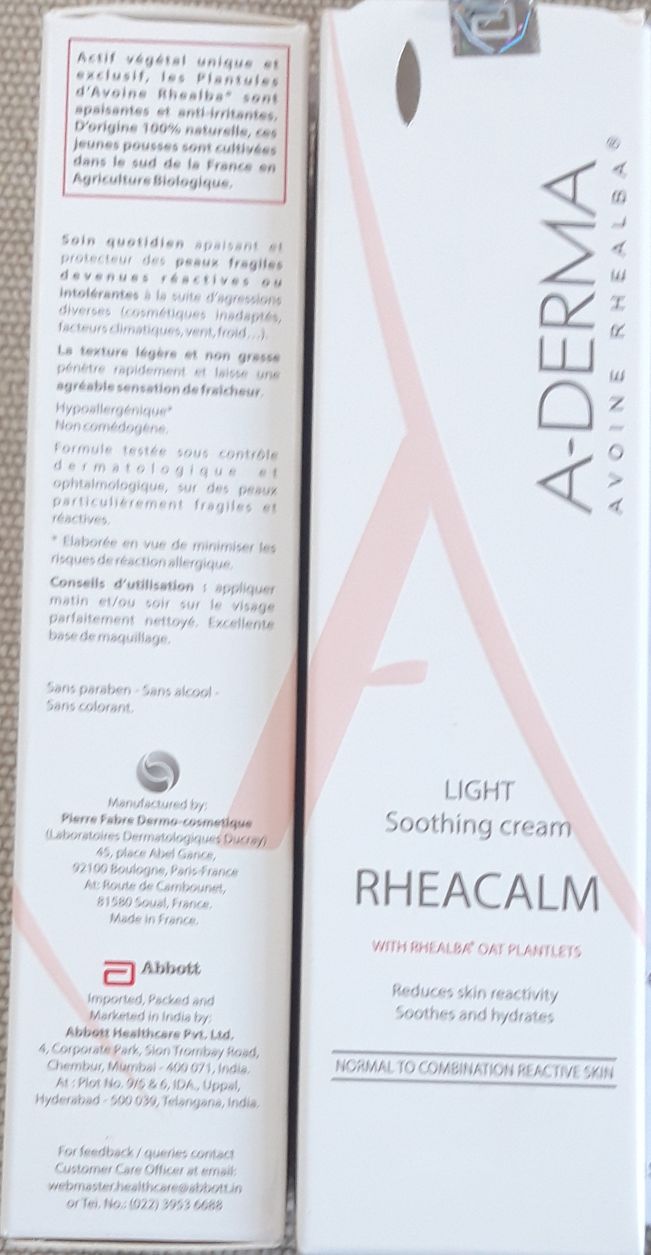 Actif végétal unique et
exclusif, les Plantules
d'Avoine Rhealba® sont
apaisantes et anti-irritantes.
D'origine 100% naturelle, ces
jeunes pousses sont cultivées
dans le sud de la France en
Agriculture Biologique.
Soin quotidien apaisant et
protecteur des peaux fragiles
devenues réactives ou
intolérantes à la suite d'agressions
diverses (cosmétiques inadaptés,
facteurs climatiques, vent, froid...).
La texture légère et non grasse
pénètre rapidement et laisse une
agréable sensation de fraîcheur.
Hypoallergénique*
Non comédogène.
Formule testée sous contrôle
dermatologique et
ophtalmologique, sur des peaux
particulièrement fragiles et
réactives.
* Elaborée en vue de minimiser les
risques de réaction allergique.
Conseils d'utilisation : appliquer
matin et/ou soir sur le visage
parfaitement nettoyé. Excellente
base de maquillage.
Sans paraben - Sans alcool -
Sans colorant.
Manufactured by:
Pierre Fabre Dermo-cosmetique
(Laboratoires Dermatologiques Ducray)
45, place Abel Gance,
92100 Boulogne, Paris-France
At: Route de Cambounet,
81580 Soual, France.
Made in France.
Abbott
Imported, Packed and
Marketed in India by:
Abbott Healthcare Pvt. Ltd.
4, Corporate Park, Sion Trombay Road,
Chembur, Mumbai - 400 071, India.
At : Plot No. 9/5 & 6, IDA., Uppal,
Hyderabad - 500 039, Telangana, India.
For feedback / queries contact
Customer Care Officer at email:
webmaster.healthcare@abbott.in
or Tel. No.: (022) 3953 6688
A-DERMA
AVOINE RHEALBA®
LIGHT
Soothing cream
RHEACALM
WITH RHEALBA® OAT PLANTLETS
Reduces skin reactivity
Soothes and hydrates
NORMAL TO COMBINATION REACTIVE SKIN